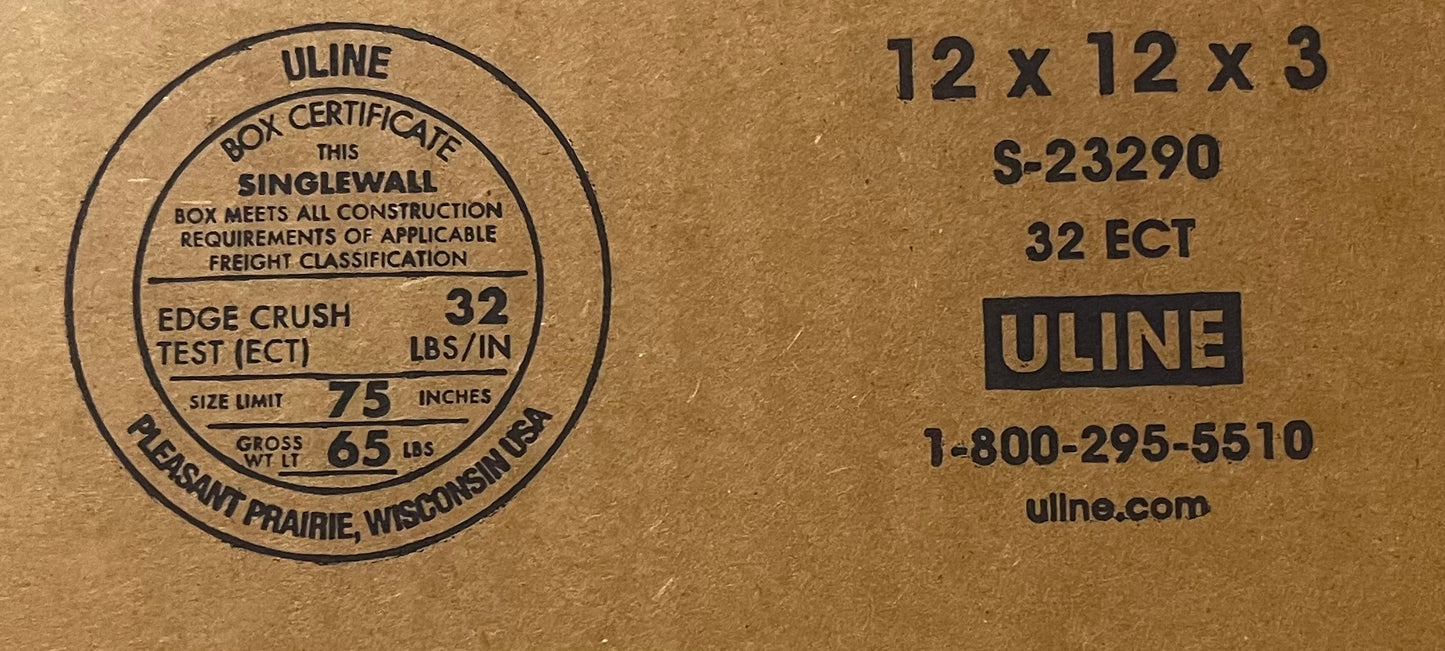 ULINE
BOX CERTIFICATE
THIS
SINGLEWALL
BOX MEETS ALL CONSTRUCTION
REQUIREMENTS OF APPLICABLE
FREIGHT CLASSIFICATION
EDGE CRUSH TEST (ECT) 32 LBS/IN
SIZE LIMIT 75 INCHES
GROSS WT LT 65 LBS
PLEASANT PRAIRIE, WISCONSIN USA
12 x 12 x 3
S-23290
32 ECT
ULINE
1-800-295-5510
uline.com